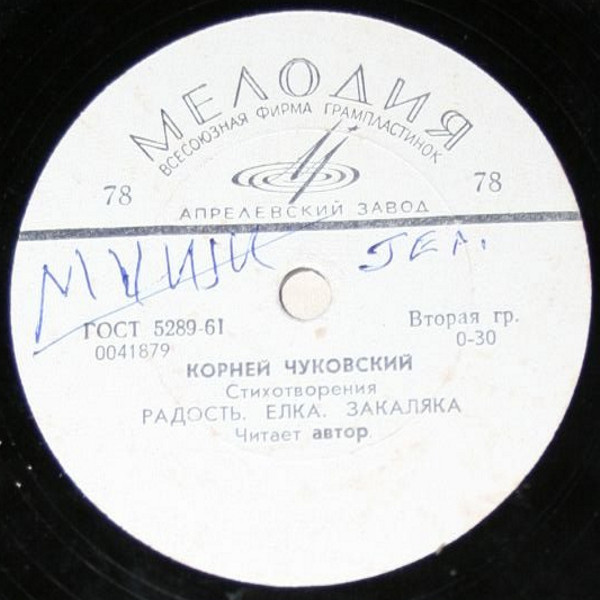 МЕЛОДИЯ
ВСЕСОЮЗНАЯ ФИРМА ГРАМПЛАСТИНОК
78 78
АПРЕЛЕВСКИЙ ЗАВОД
ГОСТ 5289-61
0041879
Вторая гр.
0-30
КОРНЕЙ ЧУКОВСКИЙ
Стихотворения
РАДОСТЬ. ЕЛКА. ЗАКАЛЯКА
Читает автор.